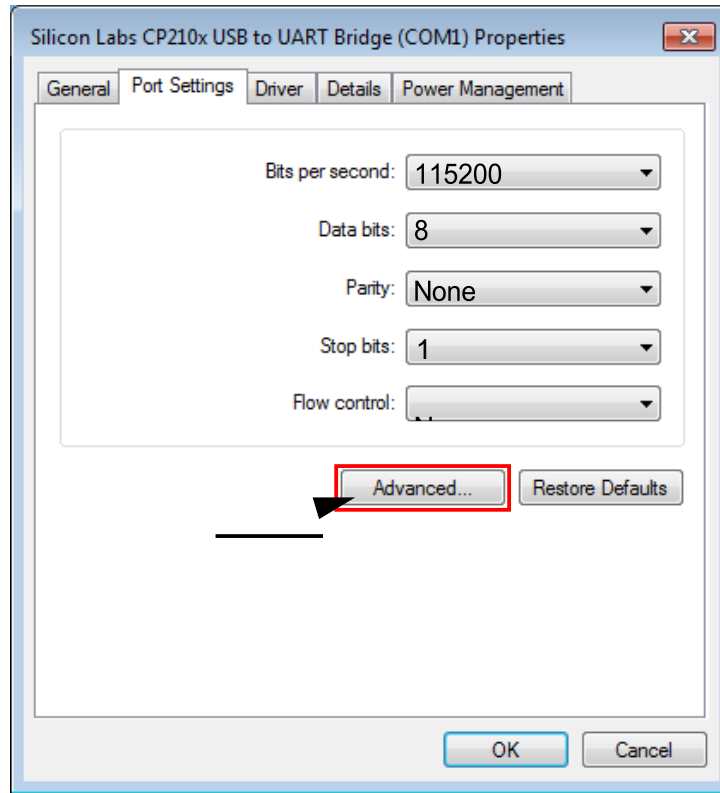 Silicon Labs CP210x USB to UART Bridge (COM1) Properties
General Port Settings Driver Details Power Management
Bits per second: 115200
Data bits: 8
Parity: None
Stop bits: 1
Flow control:
Advanced... Restore Defaults
OK Cancel